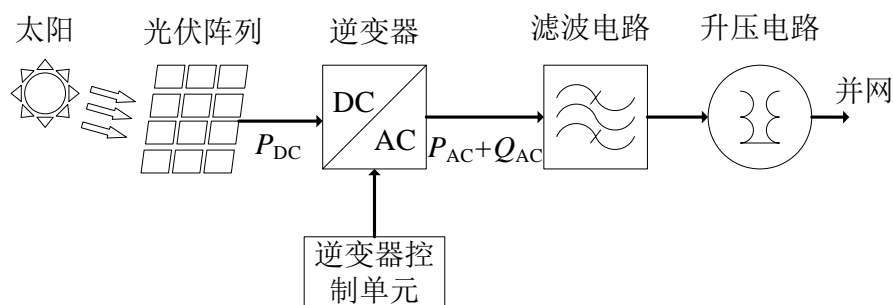 太阳
光伏阵列
逆变器
滤波电路
升压电路
并网
DC
AC
P_DC
P_AC+Q_AC
逆变器控
制单元